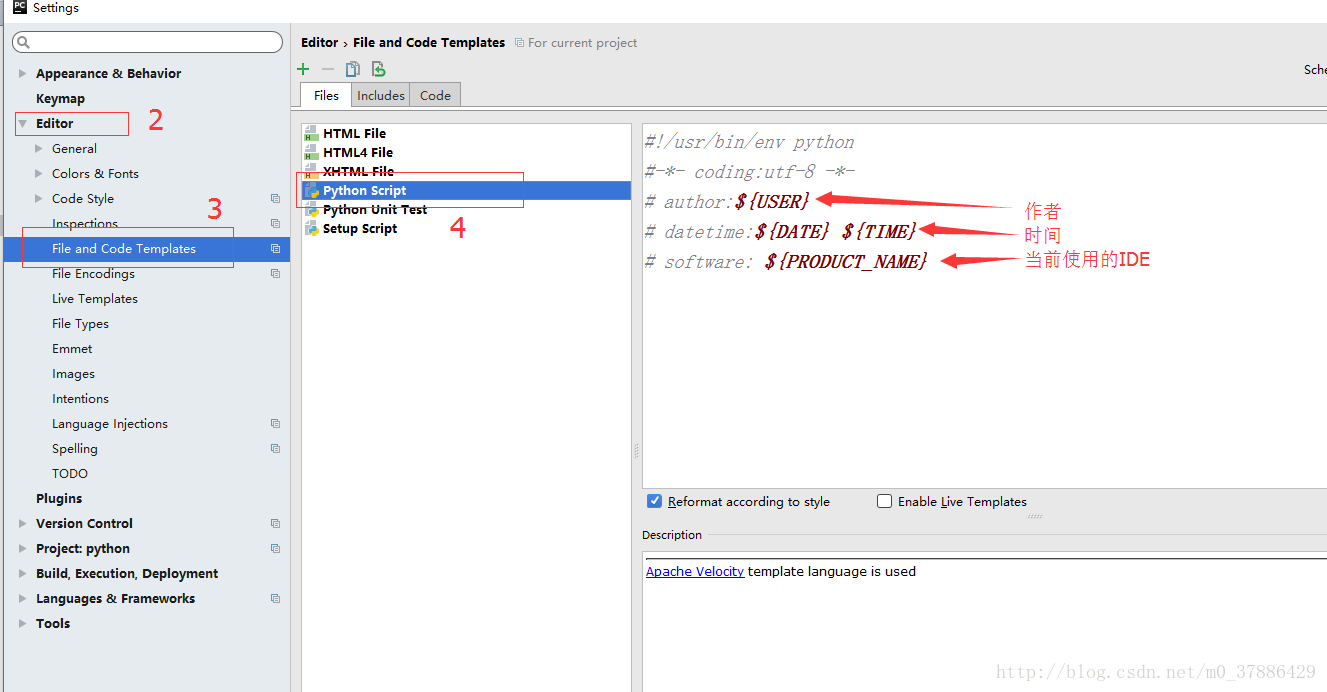 PC Settings
Editor › File and Code Templates For current project
Appearance & Behavior
Keymap
Editor
2
General
Colors & Fonts
Code Style
3
Inspections
File and Code Templates
File Encodings
Live Templates
File Types
Emmet
Images
Intentions
Language Injections
Spelling
TODO
Plugins
Version Control
Project: python
Build, Execution, Deployment
Languages & Frameworks
Tools
Sche
Files Includes Code
HTML File
HTML4 File
XHTML File
Python Script
Python Unit Test
Setup Script
4
#!/usr/bin/env python
#-*- coding:utf-8 -*-
# author:${USER}
# datetime:${DATE} ${TIME}
# software: ${PRODUCT_NAME}
作者
时间
当前使用的IDE
Reformat according to style Enable Live Templates
Description
Apache Velocity template language is used
http://blog.csdn.net/m0_37886429